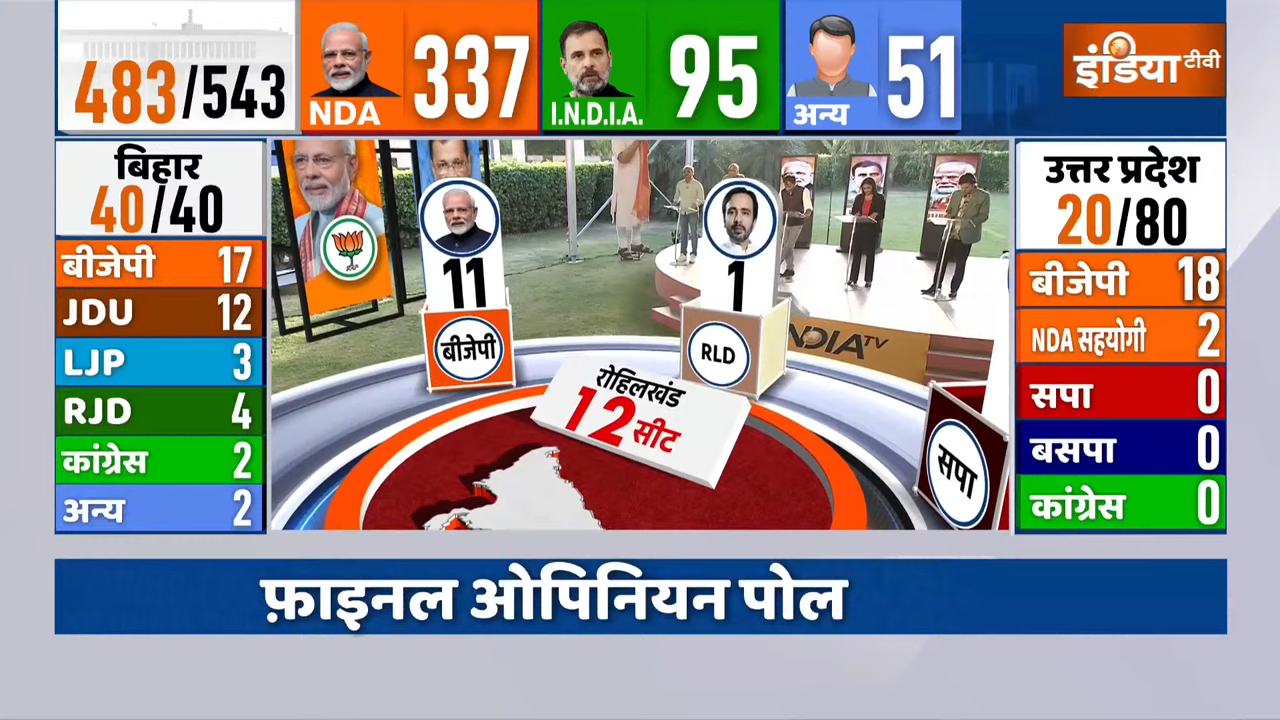 483/543
NDA
337
I.N.D.I.A.
95
अन्य
51
इंडिया टीवी
बिहार
40/40
बीजेपी 17
JDU 12
LJP 3
RJD 4
कांग्रेस 2
अन्य 2
11
बीजेपी
1
RLD
INDIA TV
रोहिलखंड
12 सीट
सपा
उत्तर प्रदेश
20/80
बीजेपी 18
NDA सहयोगी 2
सपा 0
बसपा 0
कांग्रेस 0
फ़ाइनल ओपिनियन पोल